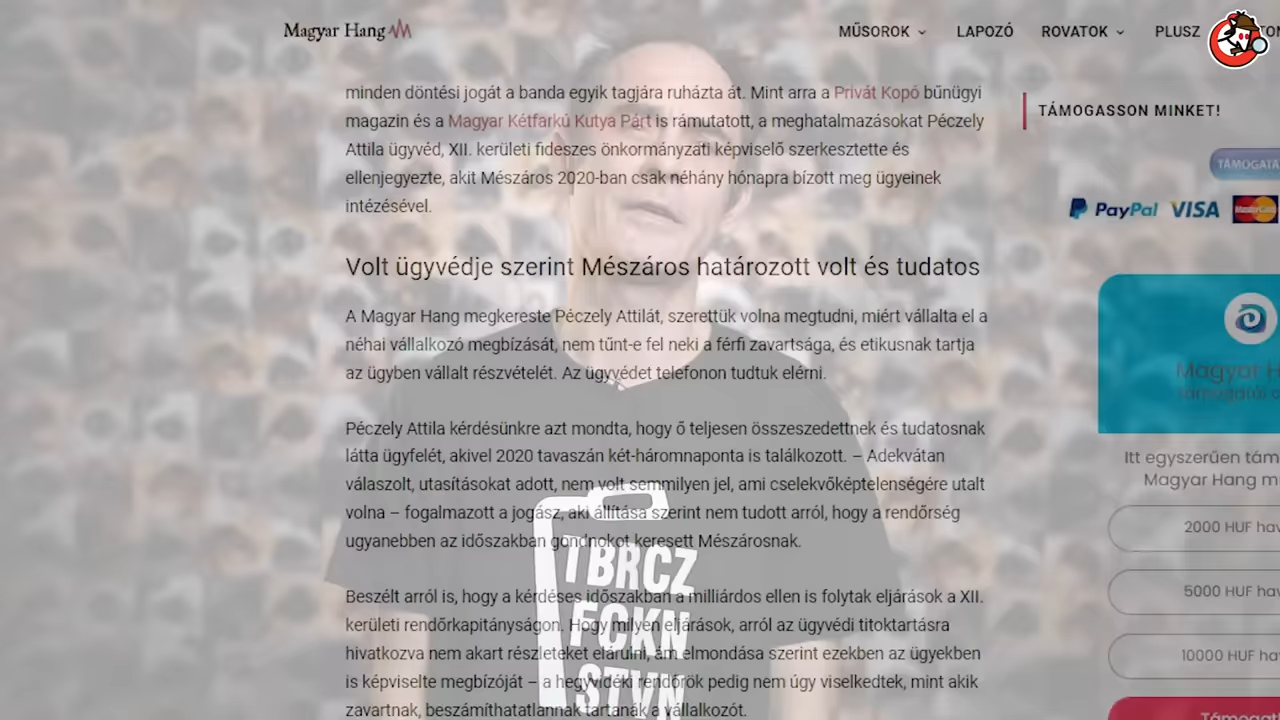 Magyar Hang
MŰSOROK
LAPOZÓ
ROVATOK
PLUSZ
minden döntési jogát a banda egyik tagjára ruházta át. Mint arra a Privát Kopó bűnügyi
magazin és a Magyar Kétfarkú Kutya Párt is rámutatott, a meghatalmazásokat Péczely
Attila ügyvéd, XII. kerületi fideszes önkormányzati képviselő szerkesztette és
ellenjegyezte, akit Mészáros 2020-ban csak néhány hónapra bízott meg ügyeinek
intézésével.
Volt ügyvédje szerint Mészáros határozott volt és tudatos
A Magyar Hang megkereste Péczely Attilát, szerettük volna megtudni, miért vállalta el a
néhai vállalkozó megbízását, nem tűnt-e fel neki a férfi zavartsága, és etikusnak tartja
az ügyben vállalt részvételét. Az ügyvédet telefonon tudtuk elérni.
Péczely Attila kérdésünkre azt mondta, hogy ő teljesen összeszedettnek és tudatosnak
látta ügyfelét, akivel 2020 tavaszán két-háromnaponta is találkozott. – Adekvátan
válaszolt, utasításokat adott, nem volt semmilyen jel, ami cselekvőképtelenségére utalt
volna – fogalmazott a jogász, aki állítása szerint nem tudott arról, hogy a rendőrség
ugyanebben az időszakban gondnokot keresett Mészárosnak.
Beszélt arról is, hogy a kérdéses időszakban a milliárdos ellen is folytak eljárások a XII.
kerületi rendőrkapitányságon. Hogy milyen eljárások, arról az ügyvédi titoktartásra
hivatkozva nem akart részleteket elárulni, ám elmondása szerint ezekben az ügyekben
is képviselte megbízóját – a hegyvidéki rendőrök pedig nem úgy viselkedtek, mint akik
zavartnak, beszámíthatatlannak tartanák a vállalkozót.
TBRCZ
FCKN
STVN
TÁMOGASSON MINKET!
TÁMOGATÁ
PayPal VISA MasterCard
Magyar H
támogatói
Itt egyszerűen tám
Magyar Hang m
2000 HUF hav
5000 HUF hav
10000 HUF hav
Támogat